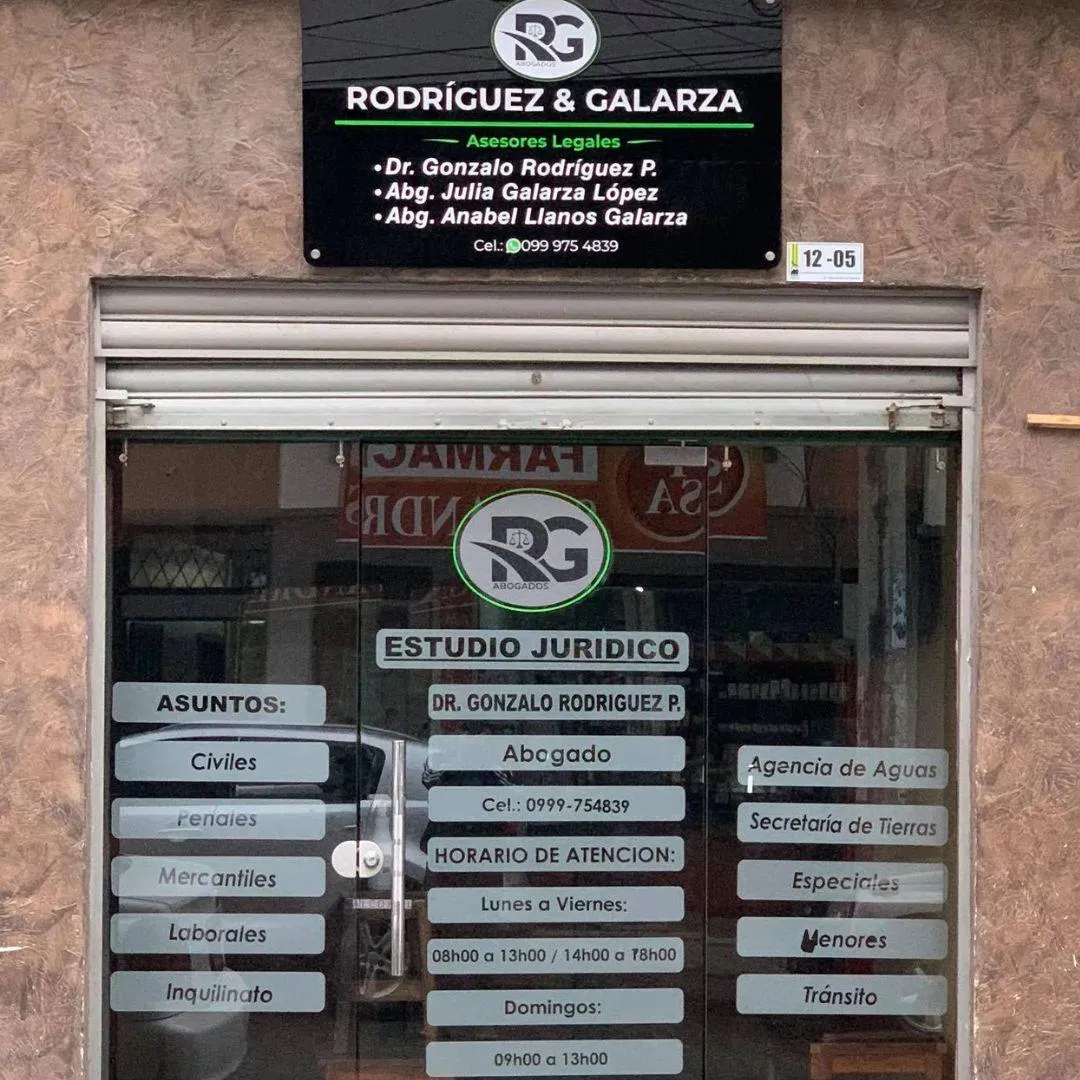 RG
ABOGADOS
RODRÍGUEZ & GALARZA
Asesores Legales
•Dr. Gonzalo Rodríguez P.
•Abg. Julia Galarza López
•Abg. Anabel Llanos Galarza
Cel.: 099 975 4839
12-05
FARMAC
RG
ABOGADOS
ESTUDIO JURIDICO
DR. GONZALO RODRIGUEZ P.
Abogado
Cel.: 0999-754839
HORARIO DE ATENCION:
Lunes a Viernes:
08h00 a 13h00 / 14h00 a 18h00
Domingos:
09h00 a 13h00
ASUNTOS:
Civiles
Penales
Mercantiles
Laborales
Inquilinato
Agencia de Aguas
Secretaría de Tierras
Especiales
Menores
Tránsito